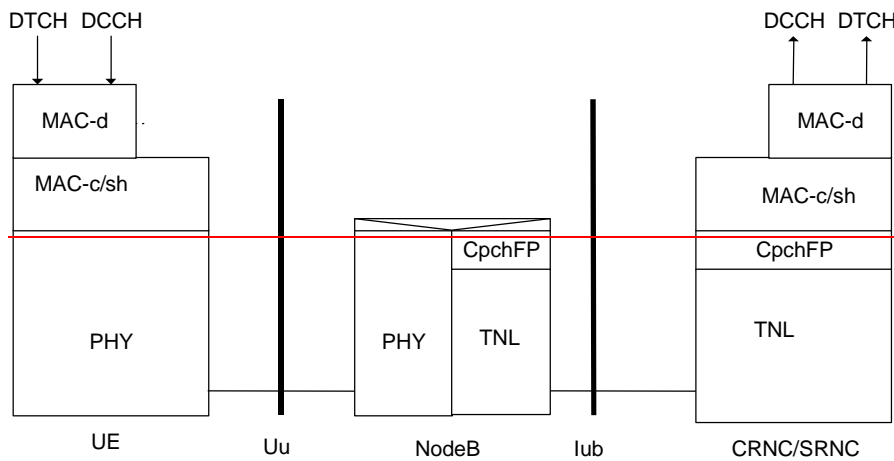 DTCH DCCH
DCCH DTCH
MAC-d
MAC-d
MAC-c/sh
MAC-c/sh
CpchFP
CpchFP
PHY
PHY
TNL
TNL
UE
Uu
NodeB
Iub
CRNC/SRNC